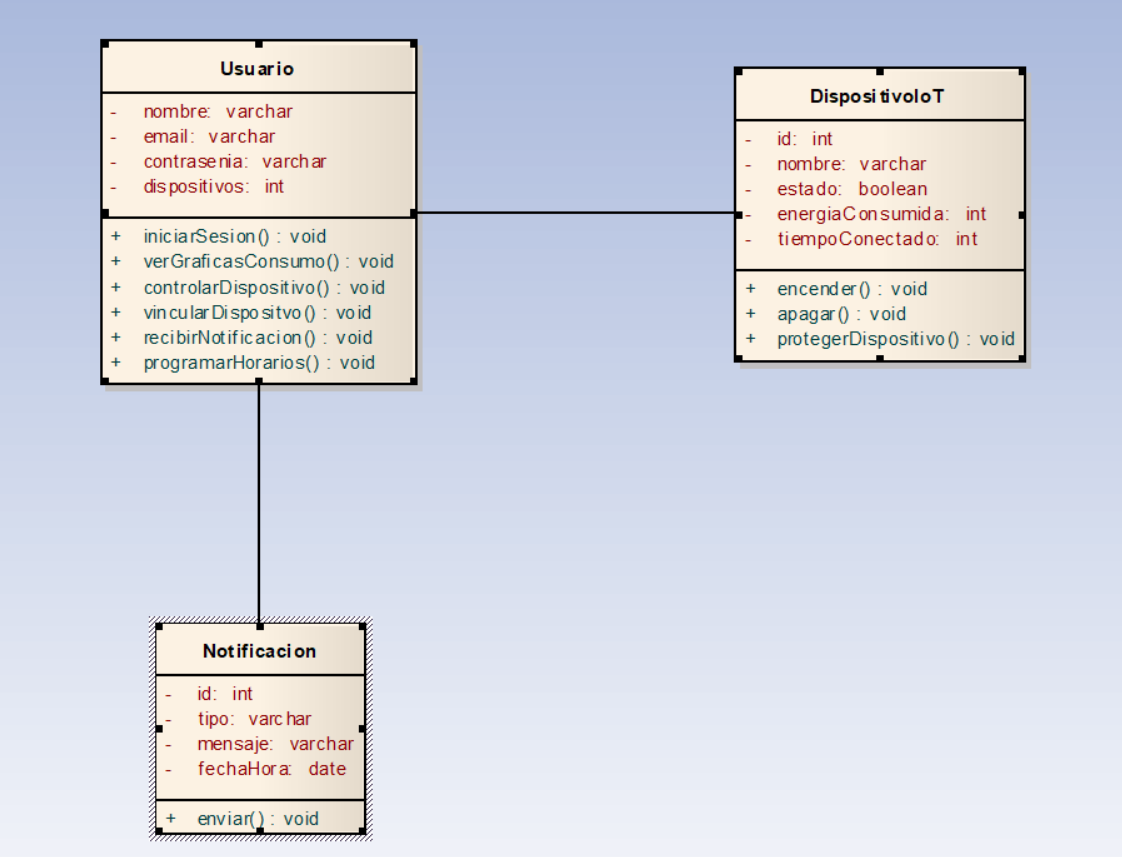 Usuario
- nombre: varchar
- email: varchar
- contrasenia: varchar
- dispositivos: int
+ iniciarSesion() : void
+ verGraficasConsumo() : void
+ controlarDispositivo() : void
+ vincularDispositvo() : void
+ recibirNotificacion() : void
+ programarHorarios() : void
DispositivoIoT
- id: int
- nombre: varchar
- estado: boolean
- energiaConsumida: int
- tiempoConectado: int
+ encender() : void
+ apagar() : void
+ protegerDispositivo() : void
Notificacion
- id: int
- tipo: varchar
- mensaje: varchar
- fechaHora: date
+ enviar() : void